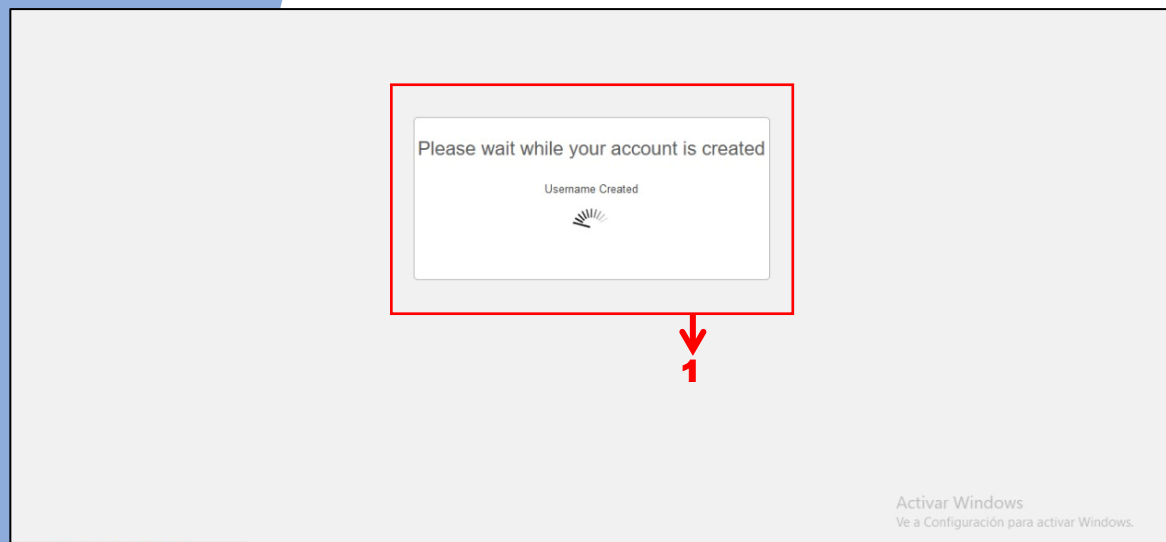 Please wait while your account is created
Username Created
1
Activar Windows
Ve a Configuración para activar Windows.